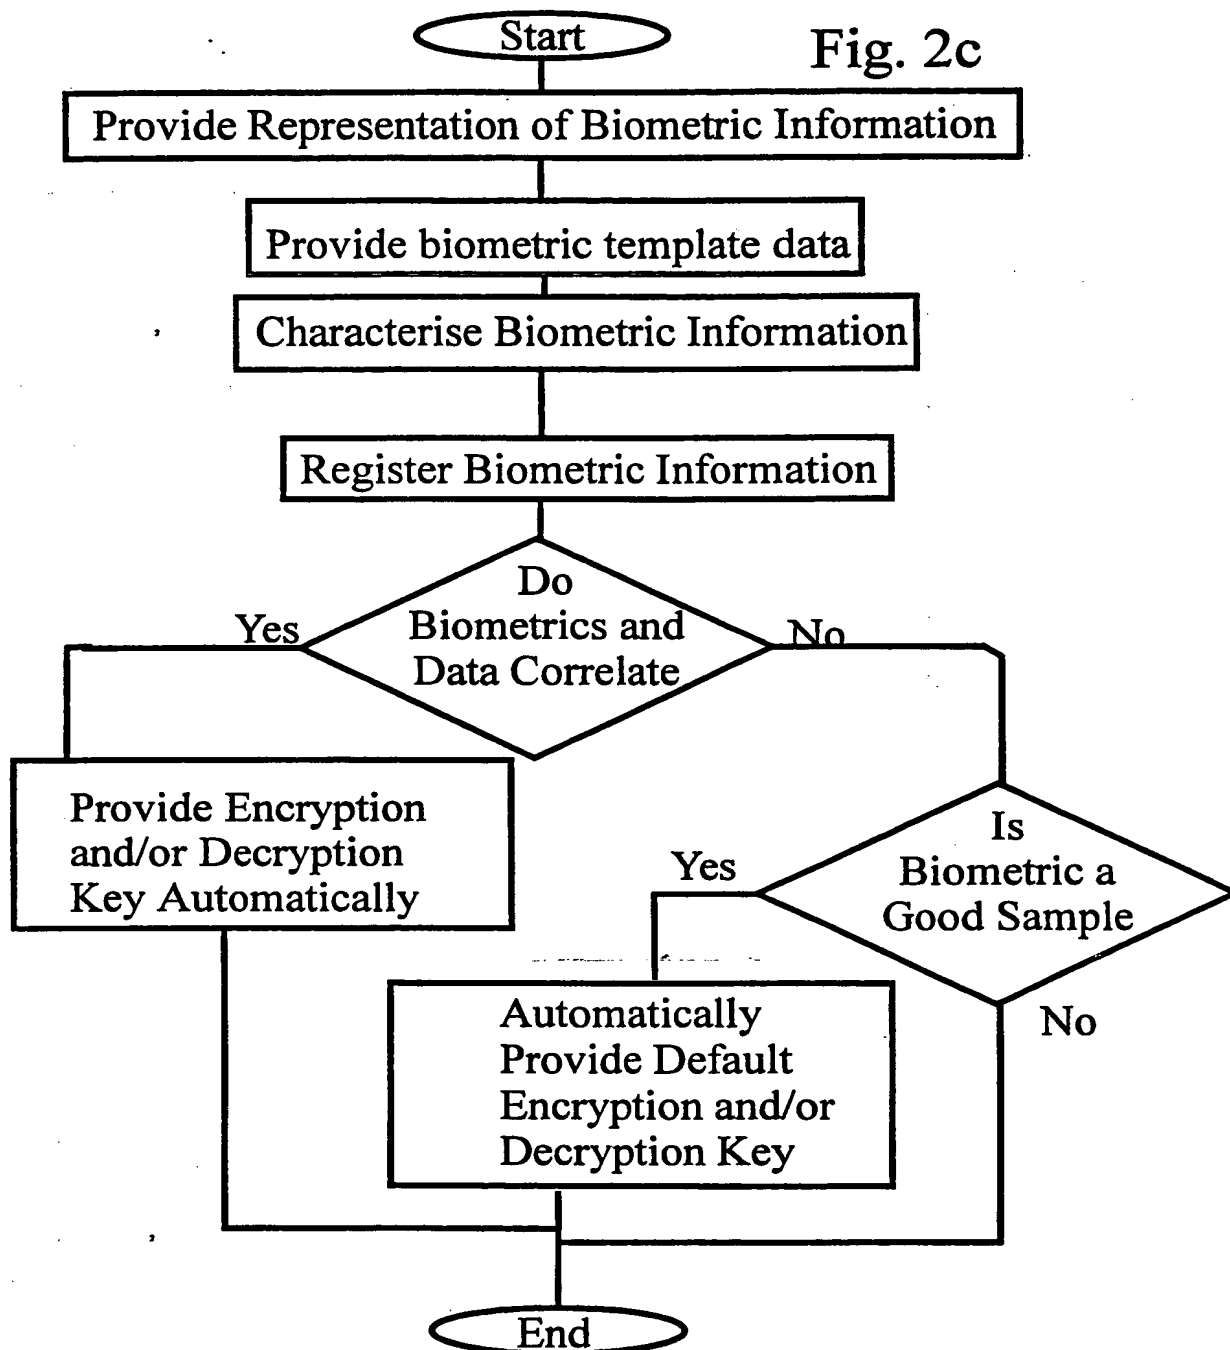 Start
Fig. 2c
Provide Representation of Biometric Information
Provide biometric template data
Characterise Biometric Information
Register Biometric Information
Do
Biometrics and
Data Correlate
Yes
No
Provide Encryption
and/or Decryption
Key Automatically
Is
Biometric a
Good Sample
Yes
No
Automatically
Provide Default
Encryption and/or
Decryption Key
End